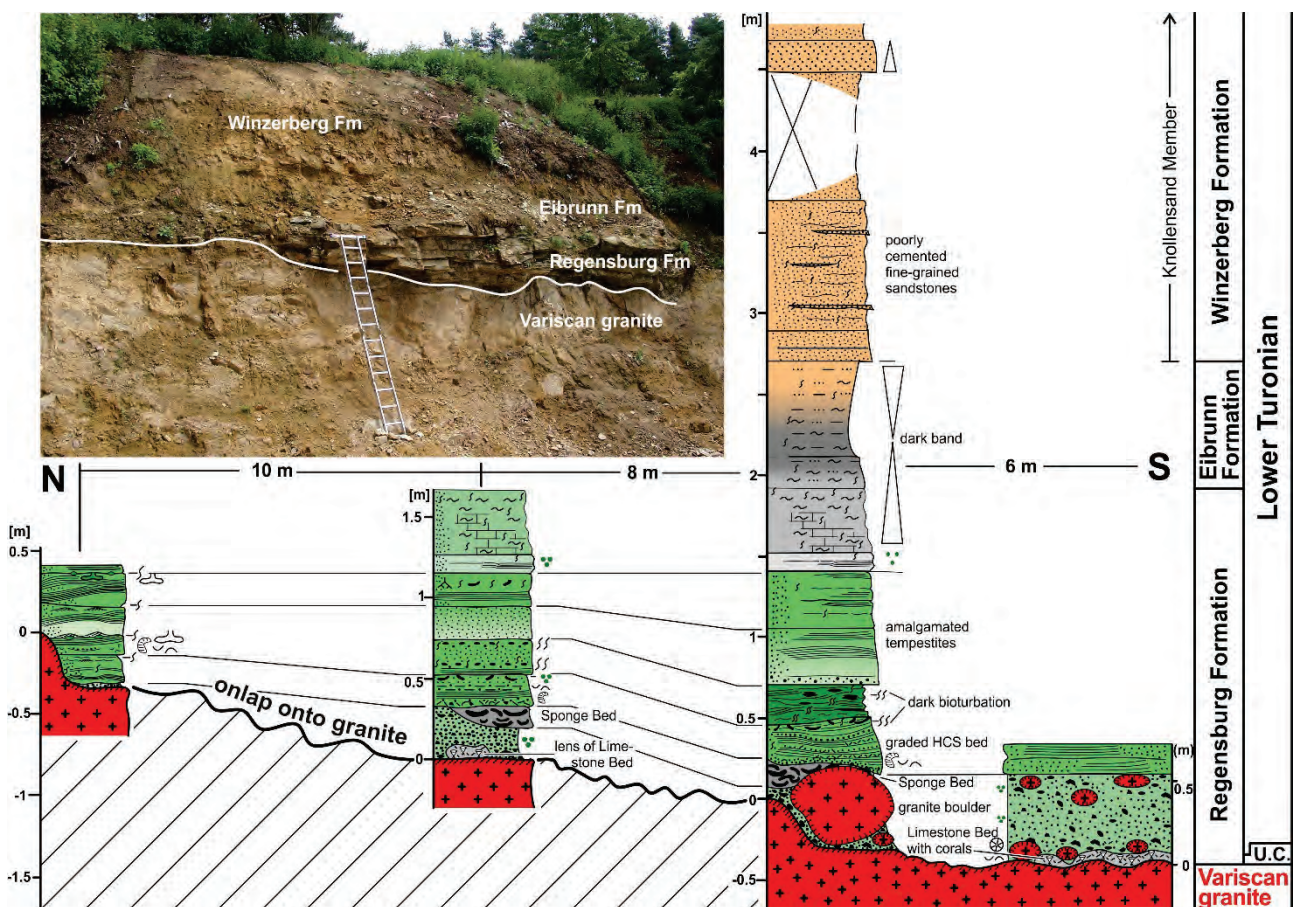 Winzerberg Fm
Eibrunn Fm
Regensburg Fm
Variscan granite
N
10 m
8 m
6 m
S
[m]
0.5
0
-0.5
-1
-1.5
onlap onto granite
[m]
1.5
1
0.5
0
Sponge Bed
lens of Lime-
stone Bed
[m]
4
3
2
1
0.5
0
-0.5
poorly
cemented
fine-grained
sandstones
dark band
amalgamated
tempestites
dark bioturbation
graded HCS bed
Sponge Bed
granite boulder
Limestone Bed
with corals
(m)
0.5
0
Knollensand Member
Winzerberg Formation
Eibrunn
Formation
Regensburg Formation
Variscan
granite
Lower Turonian
U.C.